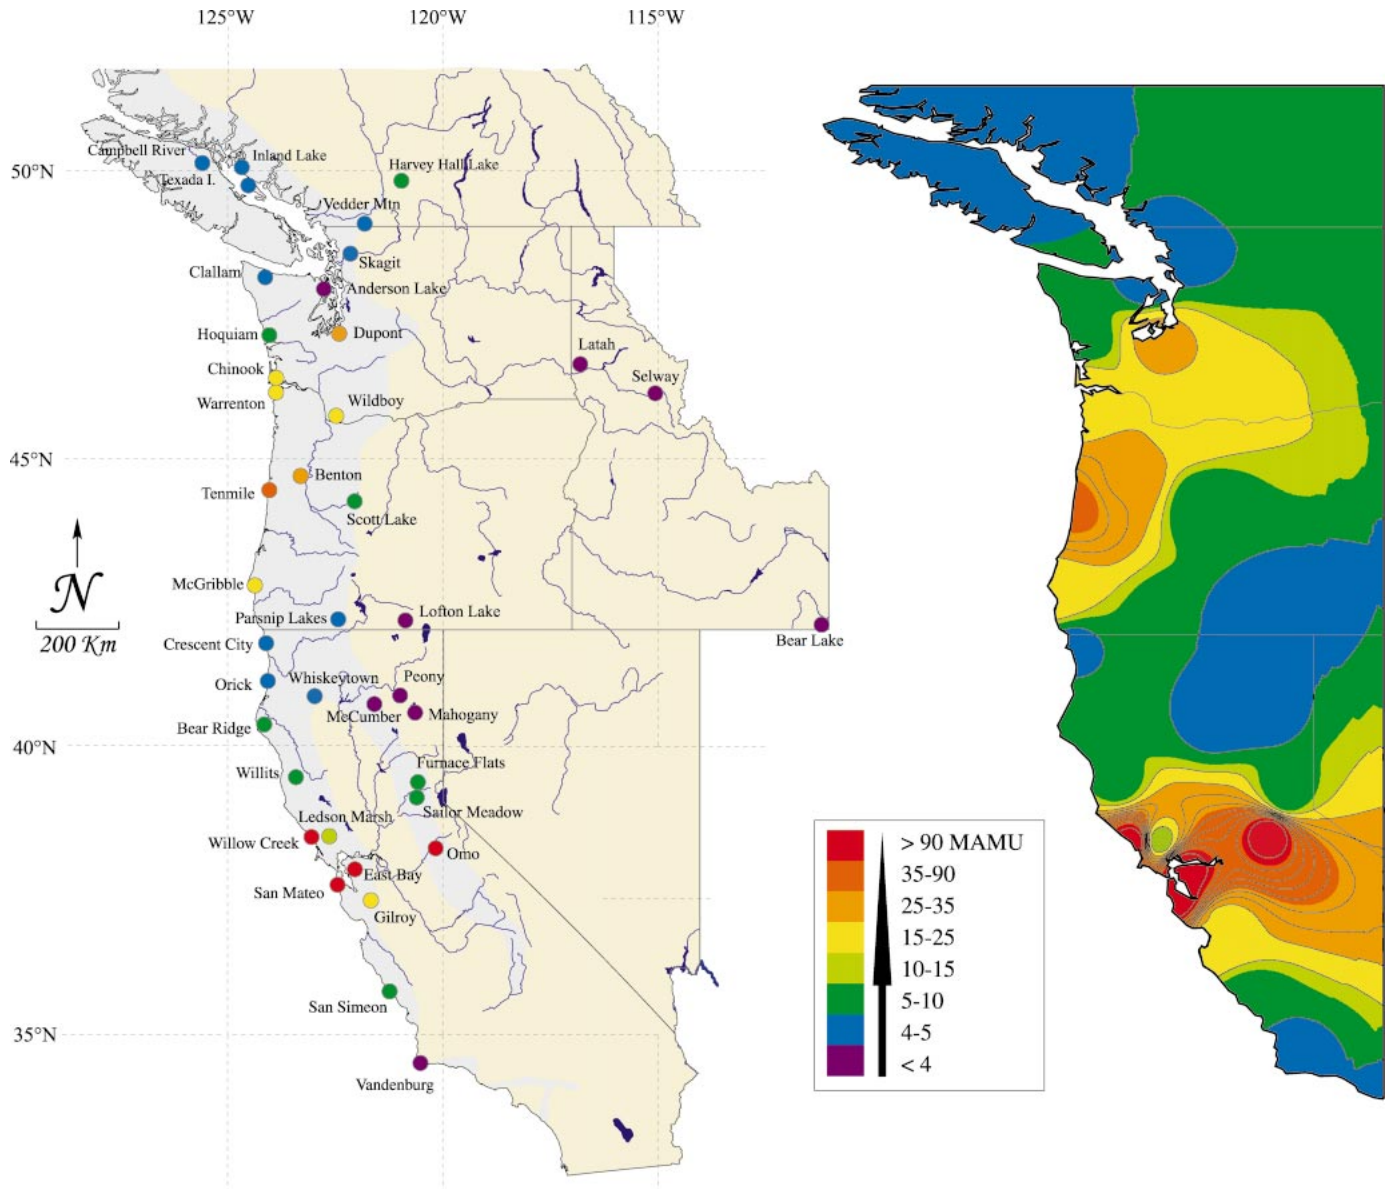 125°W
120°W
115°W
50°N
45°N
40°N
35°N
Campbell River
Inland Lake
Texada I.
Harvey Hall Lake
Vedder Mtn
Skagit
Clallam
Anderson Lake
Hoquiam
Dupont
Latah
Chinook
Selway
Warrenton
Wildboy
Benton
Tenmile
Scott Lake
McGribble
N
200 Km
Parsnip Lakes
Lofton Lake
Bear Lake
Crescent City
Orick
Whiskeytown
Peony
McCumber
Mahogany
Bear Ridge
Willits
Furnace Flats
Sailor Meadow
Ledson Marsh
Willow Creek
Omo
East Bay
San Mateo
Gilroy
San Simeon
Vandenburg
> 90 MAMU
35-90
25-35
15-25
10-15
5-10
4-5
< 4